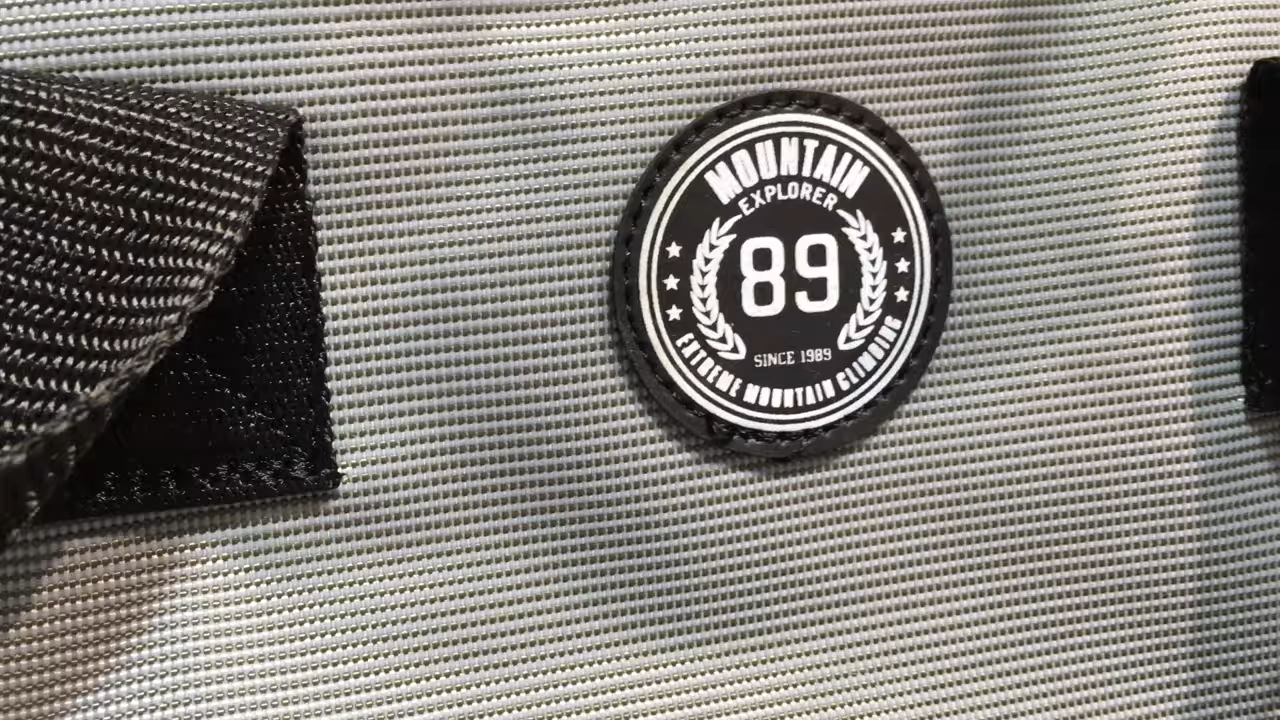 MOUNTAIN
EXPLORER
89
SINCE 1989
EXTREME MOUNTAIN CLIMBING